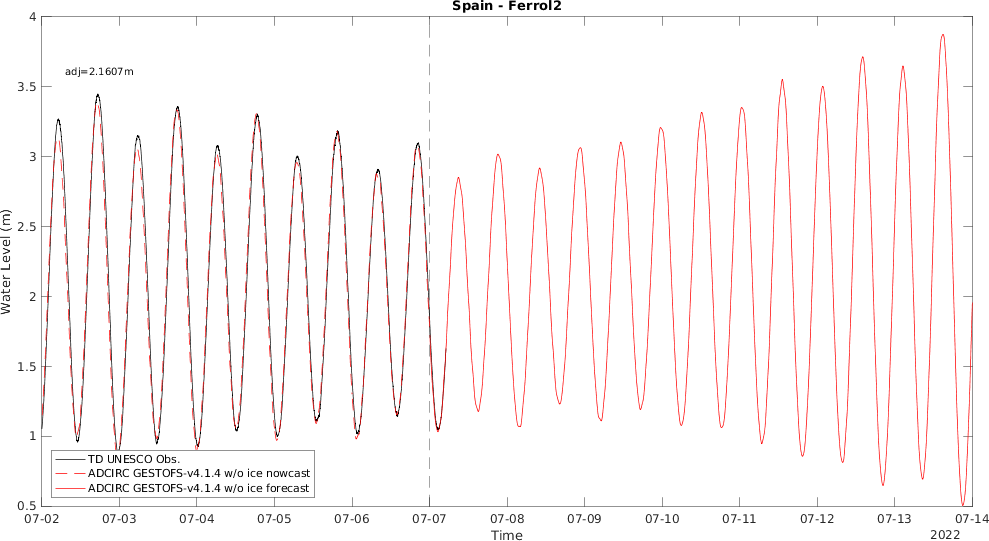 Spain - Ferrol2
4
adj=2.1607m
3.5
3
2.5
Water Level (m)
2
1.5
1
TD UNESCO Obs.
ADCIRC GESTOFS-v4.1.4 w/o ice nowcast
ADCIRC GESTOFS-v4.1.4 w/o ice forecast
0.5
07-02 07-03 07-04 07-05 07-06 07-07 07-08 07-09 07-10 07-11 07-12 07-13 07-14
Time
2022